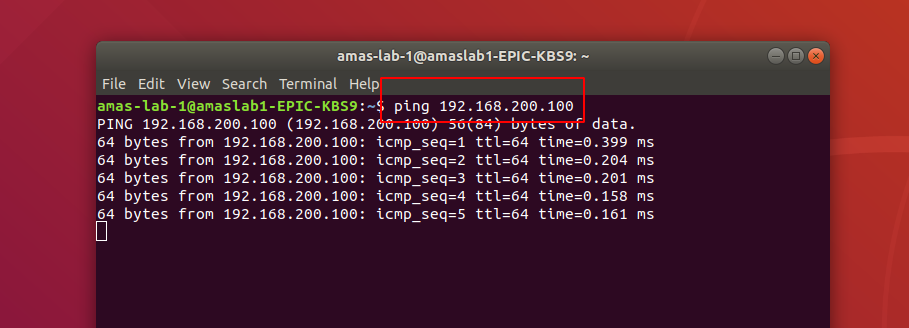 amas-lab-1@amaslab1-EPIC-KBS9: ~
File Edit View Search Terminal Help
amas-lab-1@amaslab1-EPIC-KBS9:~$ ping 192.168.200.100
PING 192.168.200.100 (192.168.200.100) 56(84) bytes of data.
64 bytes from 192.168.200.100: icmp_seq=1 ttl=64 time=0.399 ms
64 bytes from 192.168.200.100: icmp_seq=2 ttl=64 time=0.204 ms
64 bytes from 192.168.200.100: icmp_seq=3 ttl=64 time=0.201 ms
64 bytes from 192.168.200.100: icmp_seq=4 ttl=64 time=0.158 ms
64 bytes from 192.168.200.100: icmp_seq=5 ttl=64 time=0.161 ms